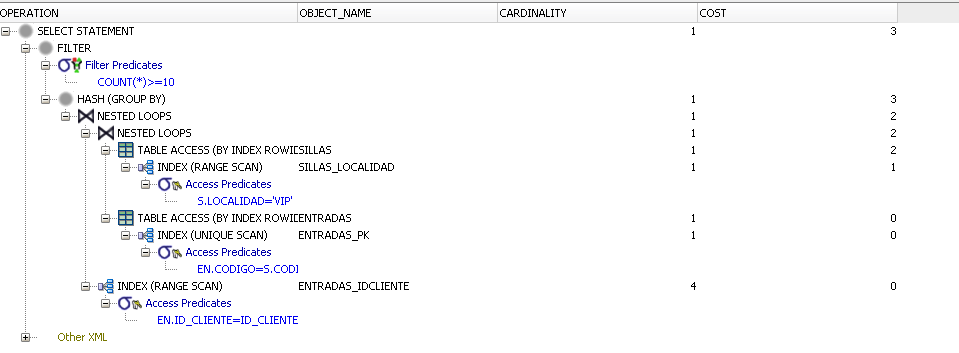 OPERATION OBJECT_NAME CARDINALITY COST
SELECT STATEMENT 1 3
FILTER
Filter Predicates
COUNT(*)>=10
HASH (GROUP BY) 1 3
NESTED LOOPS 1 2
NESTED LOOPS 1 2
TABLE ACCESS (BY INDEX ROWID SILLAS 1 2
INDEX (RANGE SCAN) SILLAS_LOCALIDAD 1 1
Access Predicates
S.LOCALIDAD='VIP'
TABLE ACCESS (BY INDEX ROWID ENTRADAS 1 0
INDEX (UNIQUE SCAN) ENTRADAS_PK 1 0
Access Predicates
EN.CODIGO=S.CODI
INDEX (RANGE SCAN) ENTRADAS_IDCLIENTE 4 0
Access Predicates
EN.ID_CLIENTE=ID_CLIENTE
Other XML